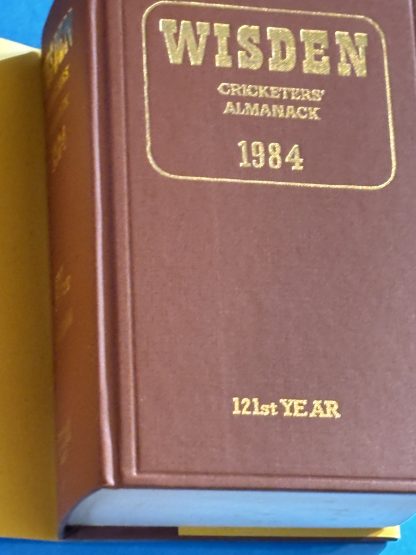 WISDEN
CRICKETERS'
ALMANACK
1984
121st YEAR